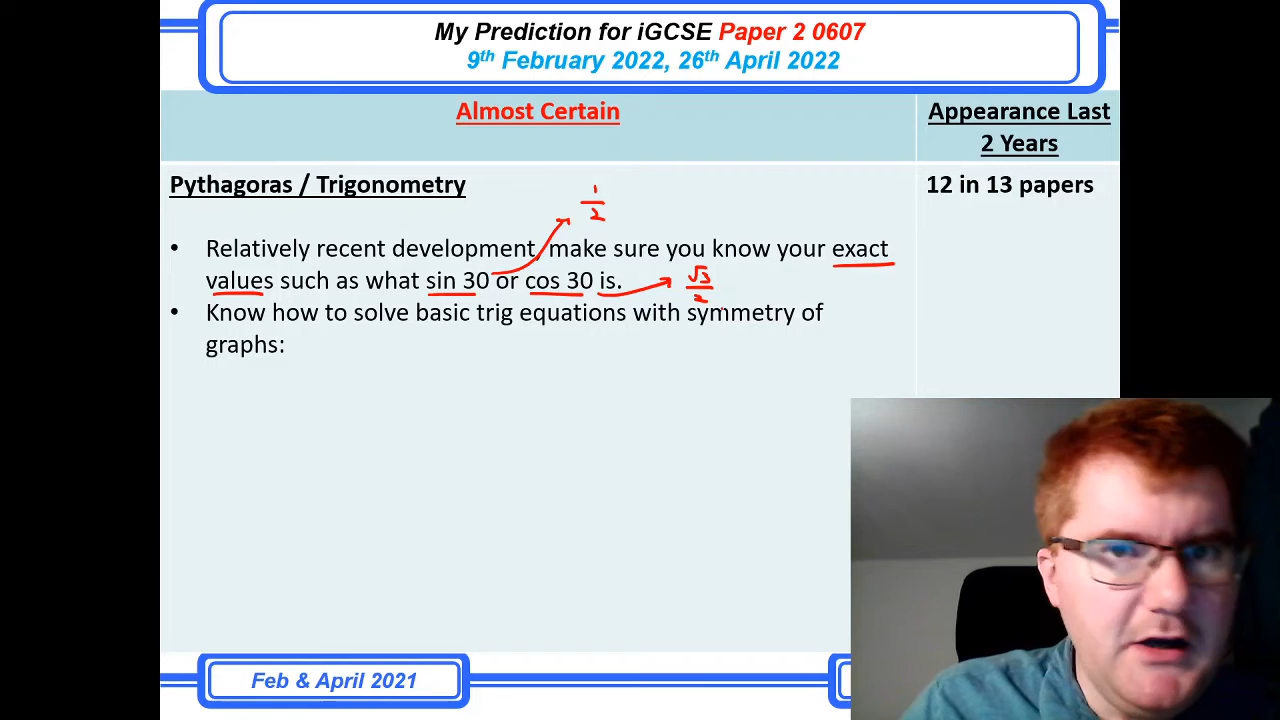 My Prediction for iGCSE Paper 2 0607
9th February 2022, 26th April 2022
Almost Certain
Appearance Last
2 Years
Pythagoras / Trigonometry
12 in 13 papers
1
2
• Relatively recent development, make sure you know your exact
values such as what sin 30 or cos 30 is.
√3
2
• Know how to solve basic trig equations with symmetry of
graphs:
Feb & April 2021